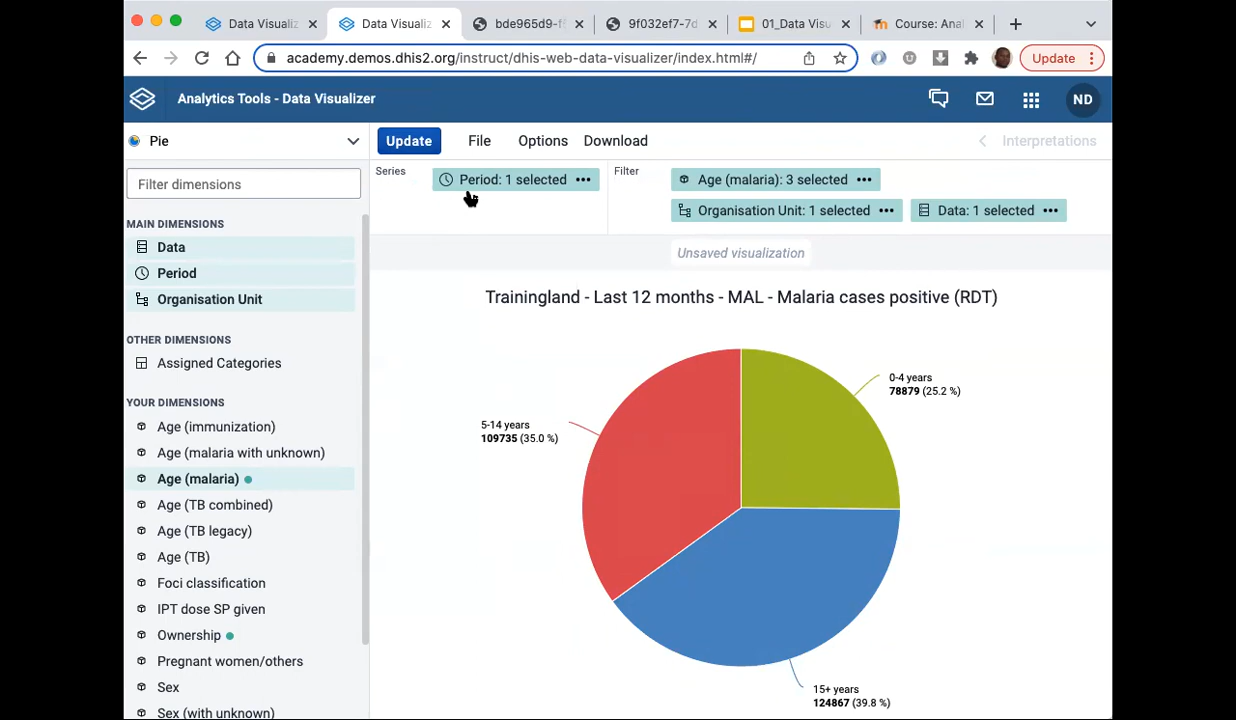 Data Visualiz
Data Visualiz
bde965d9-f
9f032ef7-7d
01_Data Visu
Course: Ana
academy.demos.dhis2.org/instruct/dhis-web-data-visualizer/index.html#/
Update
Analytics Tools - Data Visualizer
ND
Pie
Update
File
Options
Download
Interpretations
Series
Period: 1 selected
Filter
Age (malaria): 3 selected
Organisation Unit: 1 selected
Data: 1 selected
Filter dimensions
MAIN DIMENSIONS
Data
Period
Organisation Unit
OTHER DIMENSIONS
Assigned Categories
YOUR DIMENSIONS
Age (immunization)
Age (malaria with unknown)
Age (malaria)
Age (TB combined)
Age (TB legacy)
Age (TB)
Foci classification
IPT dose SP given
Ownership
Pregnant women/others
Sex
Sex (with unknown)
Unsaved visualization
Trainingland - Last 12 months - MAL - Malaria cases positive (RDT)
0-4 years
78879 (25.2 %)
5-14 years
109735 (35.0 %)
15+ years
124867 (39.8 %)